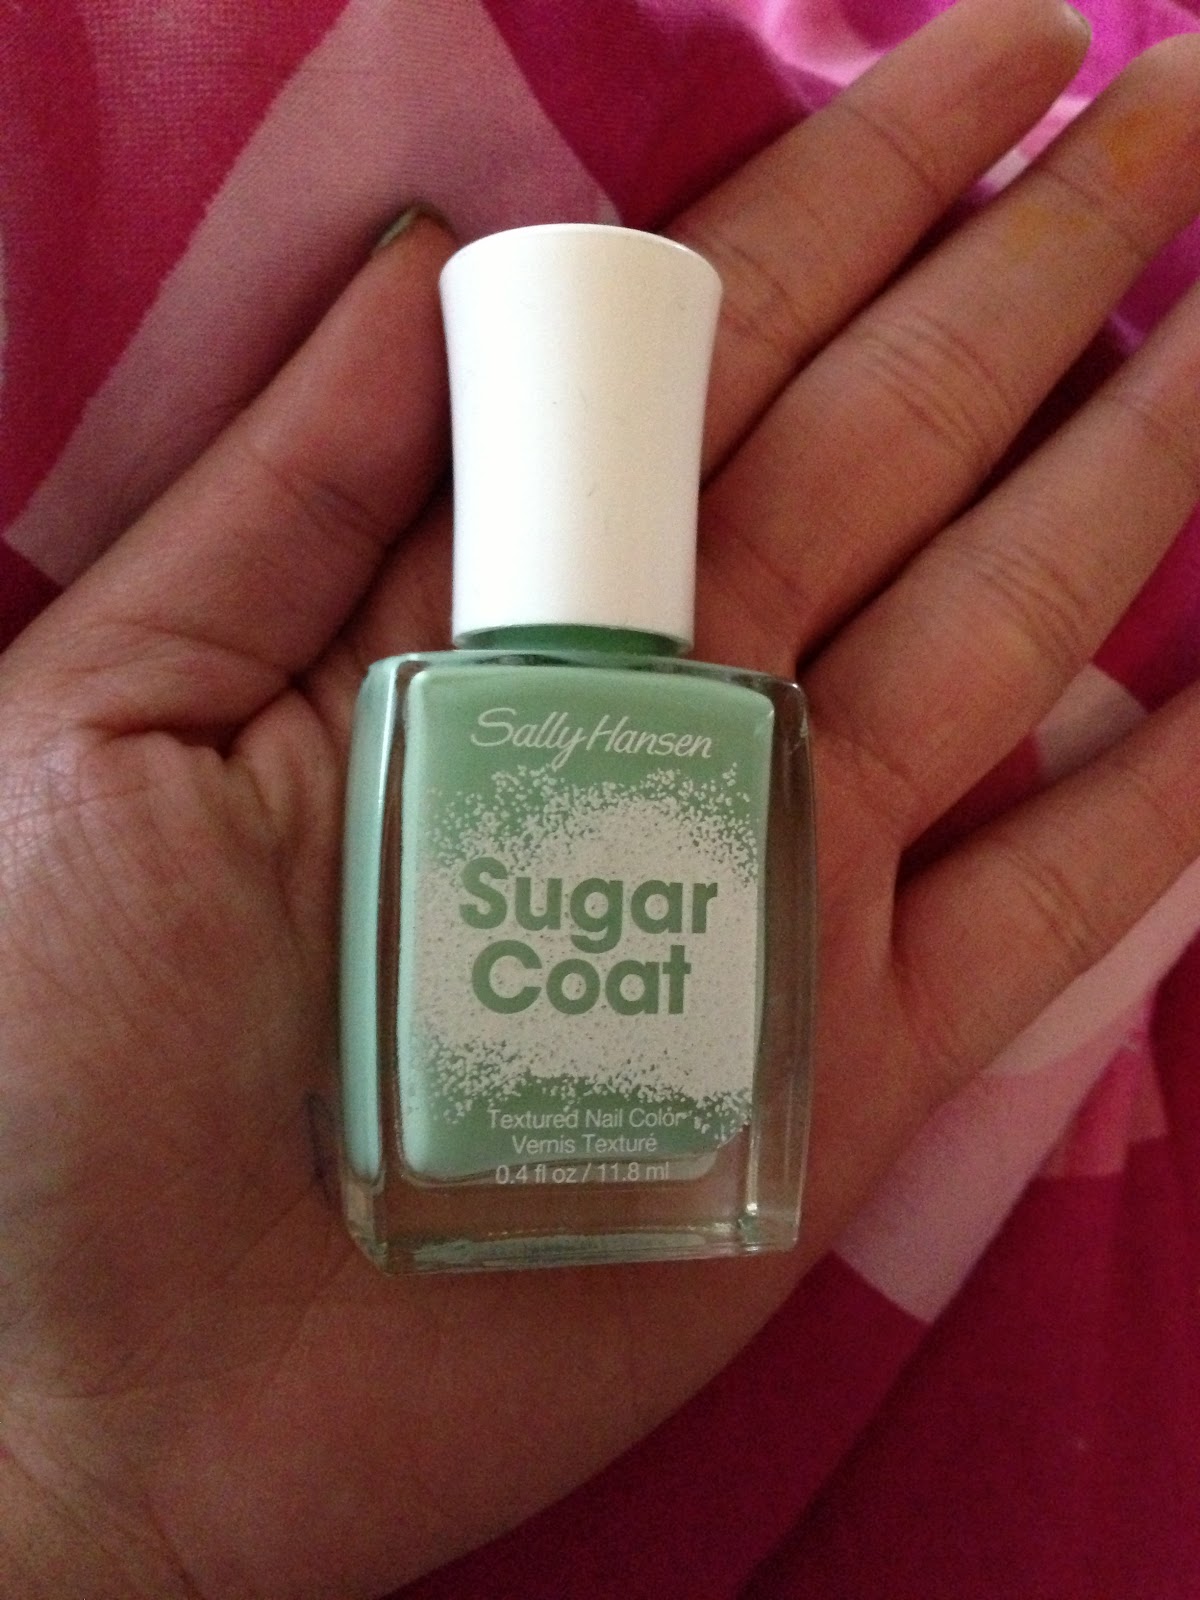 Sally Hansen
Sugar
Coat
Textured Nail Color
Vernis Texturé
0.4 fl oz / 11.8 ml